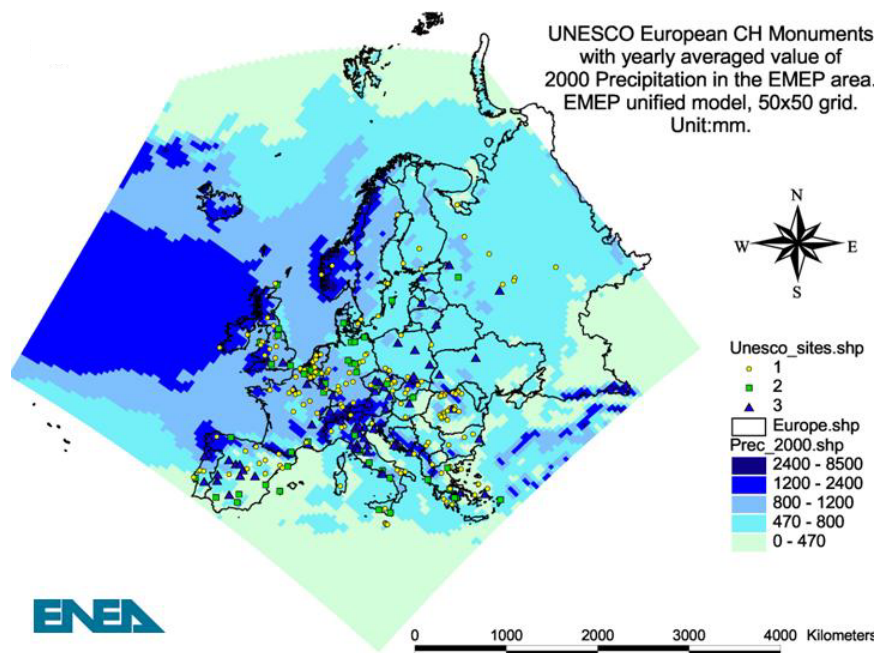 UNESCO European CH Monuments
with yearly averaged value of
2000 Precipitation in the EMEP area.
EMEP unified model, 50x50 grid.
Unit:mm.
N
W E
S
Unesco_sites.shp
1
2
3
Europe.shp
Prec_2000.shp
2400 - 8500
1200 - 2400
800 - 1200
470 - 800
0 - 470
ENEA
0 1000 2000 3000 4000 Kilometers